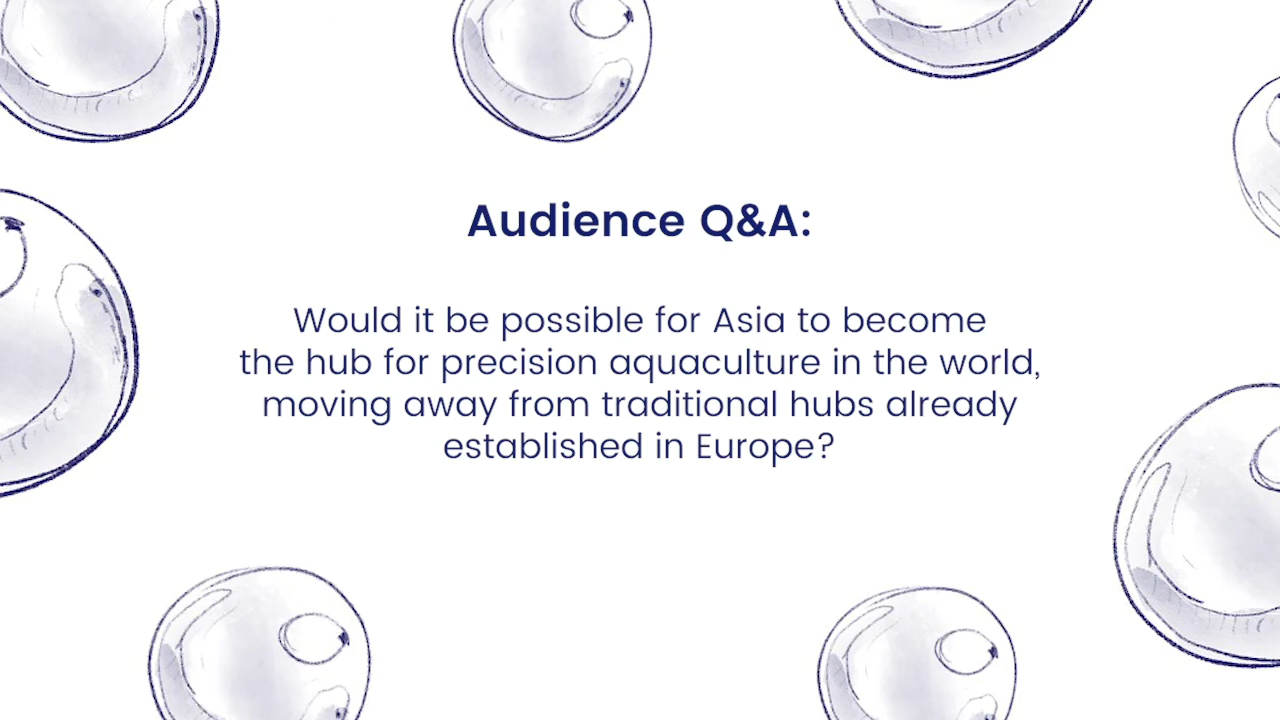 Audience Q&A:
Would it be possible for Asia to become
the hub for precision aquaculture in the world,
moving away from traditional hubs already
established in Europe?